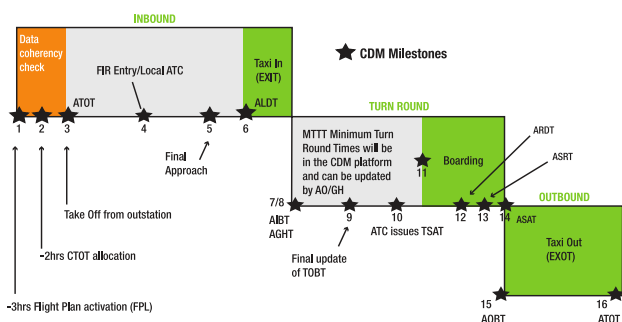 INBOUND
Data
coherency
check
Taxi In
(EXIT)
CDM Milestones
FIR Entry/Local ATC
ATOT
ALDT
1
2
3
4
5
6
Final
Approach
TURN ROUND
MTTT Minimum Turn
Round Times will be
in the CDM platform
and can be updated
by AO/GH
11
Boarding
ARDT
ASRT
Take Off from outstation
7/8
AIBT
AGHT
9
10
12
13
14
ASAT
OUTBOUND
ATC issues TSAT
Final update
of TOBT
-2hrs CTOT allocation
Taxi Out
(EXOT)
-3hrs Flight Plan activation (FPL)
15
AOBT
16
ATOT